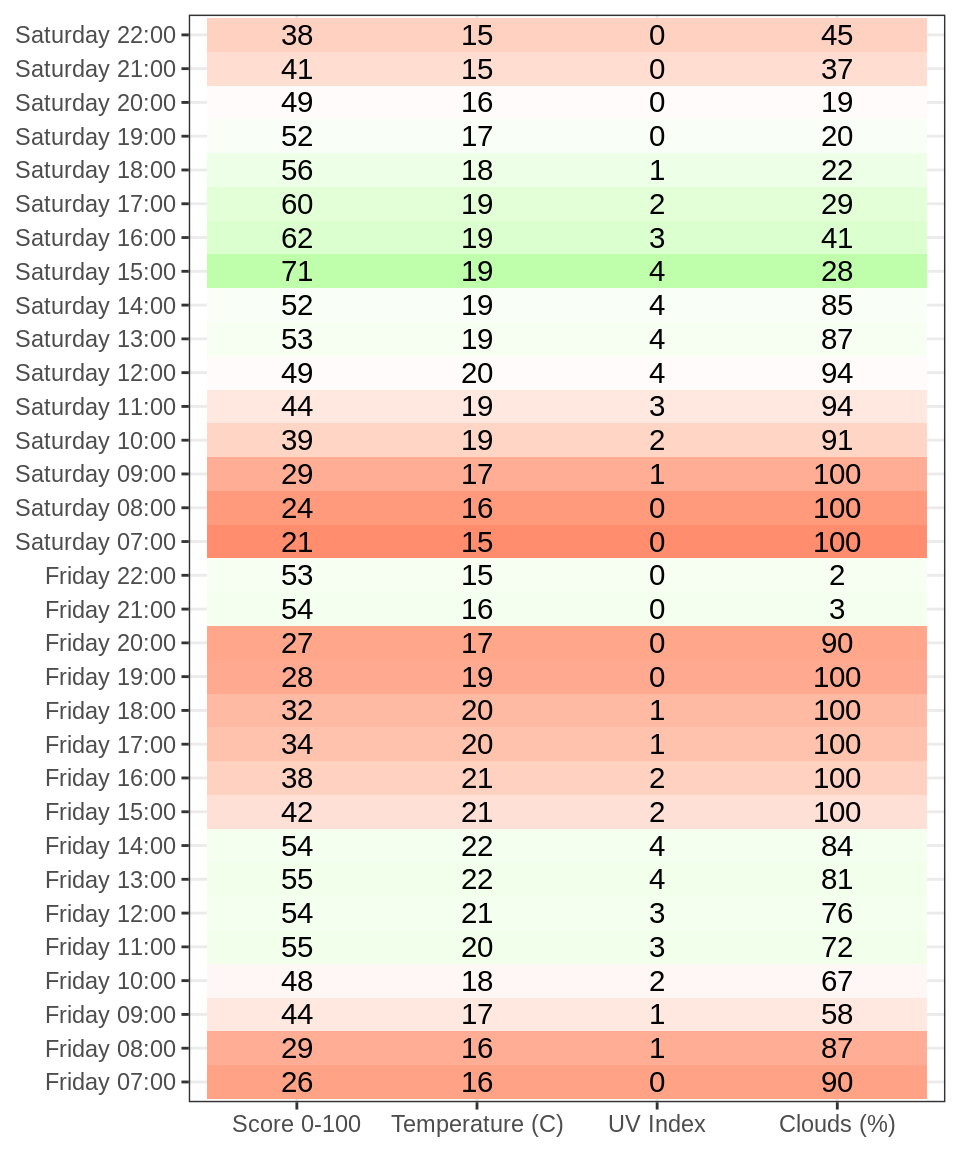 Saturday 22:00 38 15 0 45
Saturday 21:00 41 15 0 37
Saturday 20:00 49 16 0 19
Saturday 19:00 52 17 0 20
Saturday 18:00 56 18 1 22
Saturday 17:00 60 19 2 29
Saturday 16:00 62 19 3 41
Saturday 15:00 71 19 4 28
Saturday 14:00 52 19 4 85
Saturday 13:00 53 19 4 87
Saturday 12:00 49 20 4 94
Saturday 11:00 44 19 3 94
Saturday 10:00 39 19 2 91
Saturday 09:00 29 17 1 100
Saturday 08:00 24 16 0 100
Saturday 07:00 21 15 0 100
Friday 22:00 53 15 0 2
Friday 21:00 54 16 0 3
Friday 20:00 27 17 0 90
Friday 19:00 28 19 0 100
Friday 18:00 32 20 1 100
Friday 17:00 34 20 1 100
Friday 16:00 38 21 2 100
Friday 15:00 42 21 2 100
Friday 14:00 54 22 4 84
Friday 13:00 55 22 4 81
Friday 12:00 54 21 3 76
Friday 11:00 55 20 3 72
Friday 10:00 48 18 2 67
Friday 09:00 44 17 1 58
Friday 08:00 29 16 1 87
Friday 07:00 26 16 0 90
Score 0-100 Temperature (C) UV Index Clouds (%)